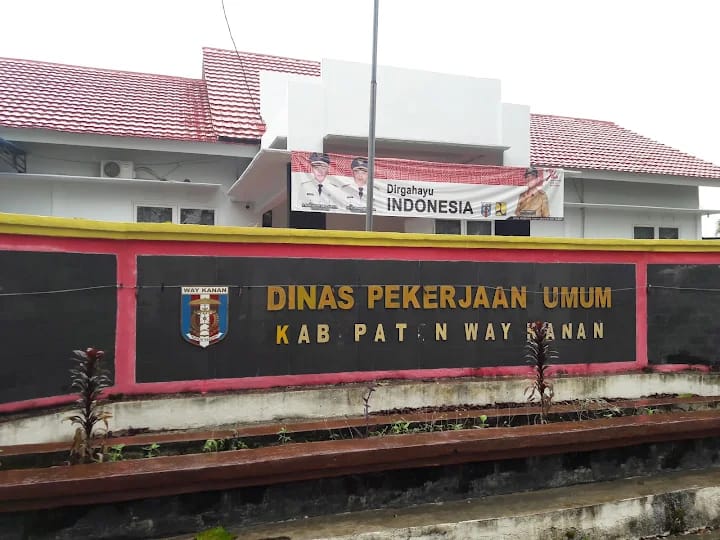 Dirgahayu
INDONESIA
WAY KANAN
DINAS PEKERJAAN UMUM
KAB PATEN WAY KANAN